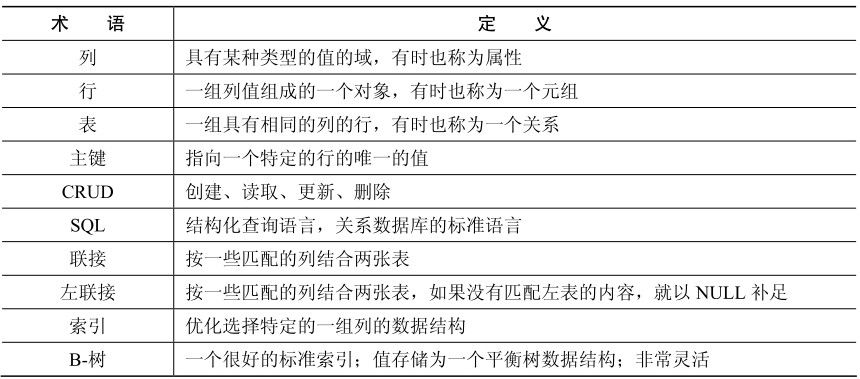 术 语 定 义
列 具有某种类型的值的域，有时也称为属性
行 一组列值组成的一个对象，有时也称为一个元组
表 一组具有相同的列的行，有时也称为一个关系
主键 指向一个特定的行的唯一的值
CRUD 创建、读取、更新、删除
SQL 结构化查询语言，关系数据库的标准语言
联接 按一些匹配的列结合两张表
左联接 按一些匹配的列结合两张表，如果没有匹配左表的内容，就以 NULL 补足
索引 优化选择特定的一组列的数据结构
B-树 一个很好的标准索引；值存储为一个平衡树数据结构；非常灵活